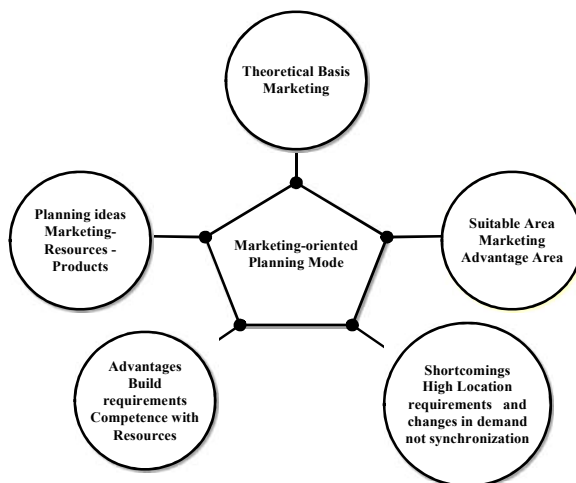 Theoretical Basis
Marketing
Planning ideas
Marketing-
Resources -
Products
Marketing-oriented
Planning Mode
Suitable Area
Marketing
Advantage Area
Advantages
Build
requirements
Competence with
Resources
Shortcomings
High Location
requirements and
changes in demand
not synchronization